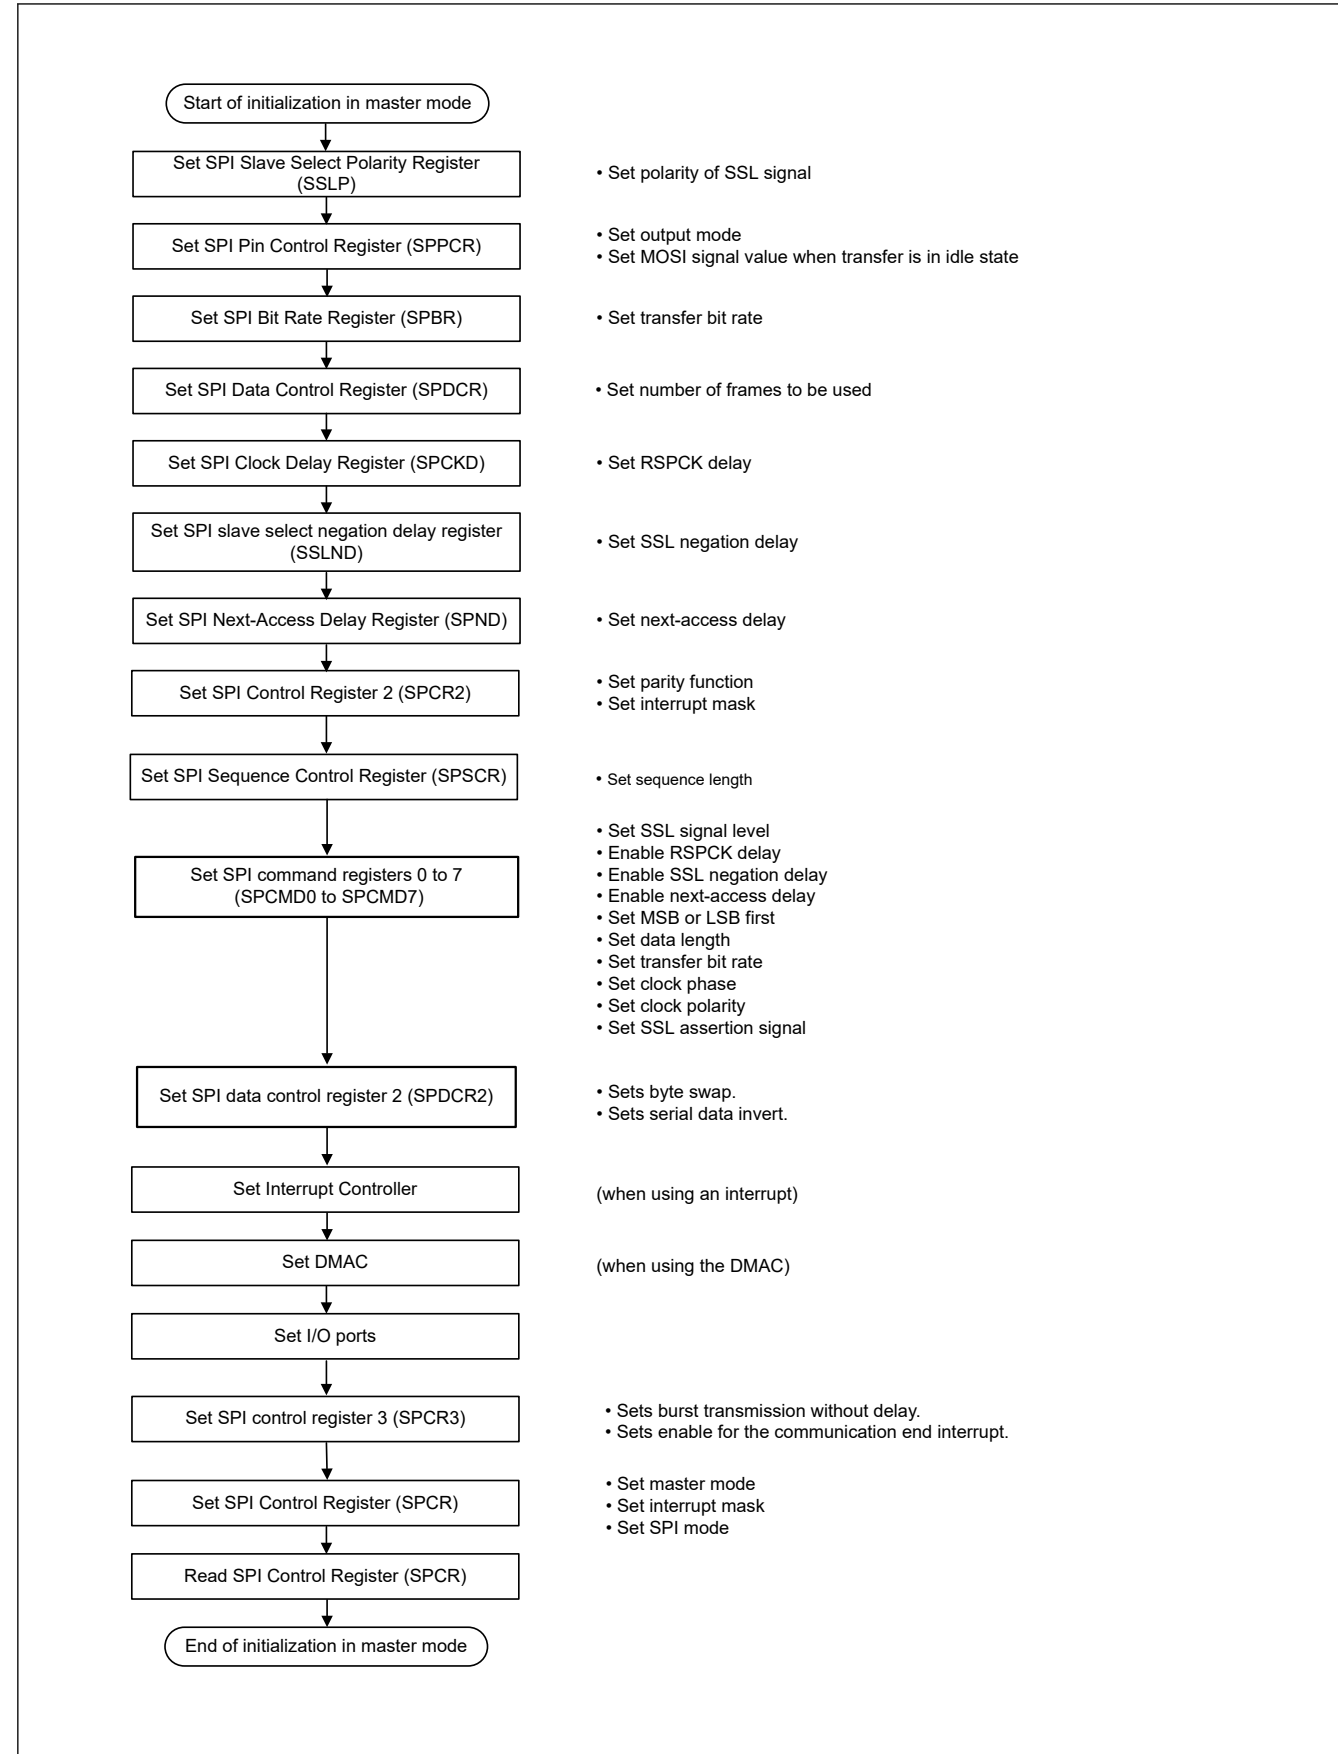 Start of initialization in master mode
Set SPI Slave Select Polarity Register
(SSLP)
• Set polarity of SSL signal
Set SPI Pin Control Register (SPPCR)
• Set output mode
• Set MOSI signal value when transfer is in idle state
Set SPI Bit Rate Register (SPBR)
• Set transfer bit rate
Set SPI Data Control Register (SPDCR)
• Set number of frames to be used
Set SPI Clock Delay Register (SPCKD)
• Set RSPCK delay
Set SPI slave select negation delay register
(SSLND)
• Set SSL negation delay
Set SPI Next-Access Delay Register (SPND)
• Set next-access delay
Set SPI Control Register 2 (SPCR2)
• Set parity function
• Set interrupt mask
Set SPI Sequence Control Register (SPSCR)
• Set sequence length
Set SPI command registers 0 to 7
(SPCMD0 to SPCMD7)
• Set SSL signal level
• Enable RSPCK delay
• Enable SSL negation delay
• Enable next-access delay
• Set MSB or LSB first
• Set data length
• Set transfer bit rate
• Set clock phase
• Set clock polarity
• Set SSL assertion signal
Set SPI data control register 2 (SPDCR2)
• Sets byte swap.
• Sets serial data invert.
Set Interrupt Controller
(when using an interrupt)
Set DMAC
(when using the DMAC)
Set I/O ports
Set SPI control register 3 (SPCR3)
• Sets burst transmission without delay.
• Sets enable for the communication end interrupt.
Set SPI Control Register (SPCR)
• Set master mode
• Set interrupt mask
• Set SPI mode
Read SPI Control Register (SPCR)
End of initialization in master mode